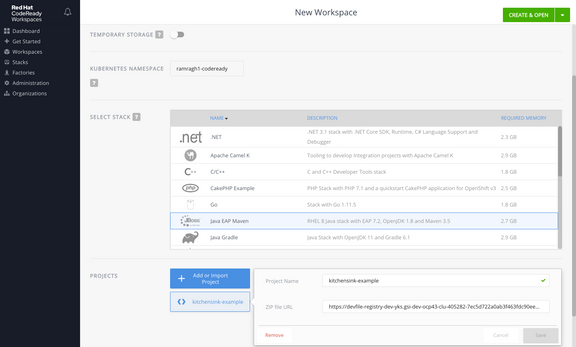 Red Hat
CodeReady
Workspaces
New Workspace
CREATE & OPEN
Dashboard
Get Started
Workspaces
Stacks
Factories
Administration
Organizations
TEMPORARY STORAGE ?
KUBERNETES NAMESPACE
ramragh1-codeready
?
SELECT STACK ?
NAME DESCRIPTION REQUIRED MEMORY
.net .NET .NET 3.1 stack with .NET Core SDK, Runtime, C# Language Support and Debugger 2.3 GB
Apache Camel K Tooling to develop Integration projects with Apache Camel K 2.9 GB
C++ C/C++ C and C++ Developer Tools stack 1.8 GB
php CakePHP Example PHP Stack with PHP 7.1 and a quickstart CakePHP application for OpenShift v3 2.5 GB
Go Stack with Go 1.11.5 1.8 GB
JBoss Java EAP Maven RHEL 8 Java stack with EAP 7.2, OpenJDK 1.8 and Maven 3.5 2.7 GB
Java Gradle Java Stack with OpenJDK 11 and Gradle 6.1 2.9 GB
PROJECTS
+ Add or Import
Project
kitchensink-example
Project Name kitchensink-example
ZIP file URL https://devfile-registry-dev-yks.gsi-dev-ocp43-clu-405282-7ec5d722a0ab3f463fdc90ee...
Remove Cancel Save